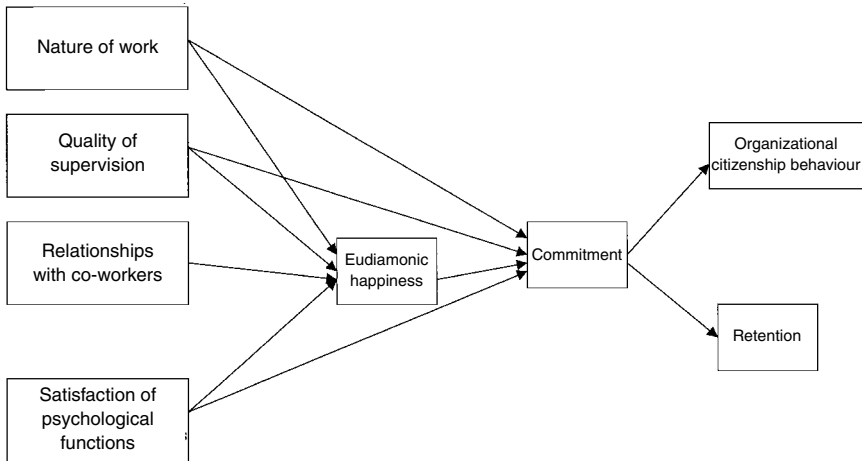 Nature of work
Quality of
supervision
Relationships
with co-workers
Satisfaction of
psychological
functions
Eudiamonic
happiness
Commitment
Organizational
citizenship behaviour
Retention